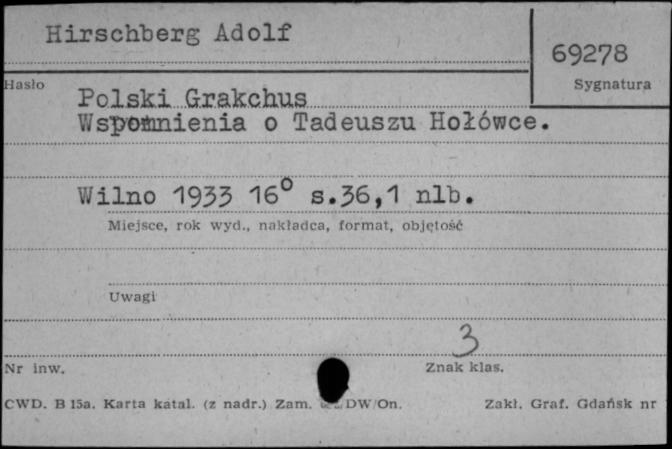 Hirschberg Adolf
69278
Hasło
Sygnatura
Polski Grakchus
Wspomnienia o Tadeuszu Hołówce.
Wilno 1933 16° s.36,1 nlb.
Miejsce, rok wyd., nakładca, format, objętość
Uwagi
3
Nr inw.
Znak klas.
CWD. B 15a. Karta katal. (z nadr.) Zam. DW/On.
Zakł. Graf. Gdańsk nr